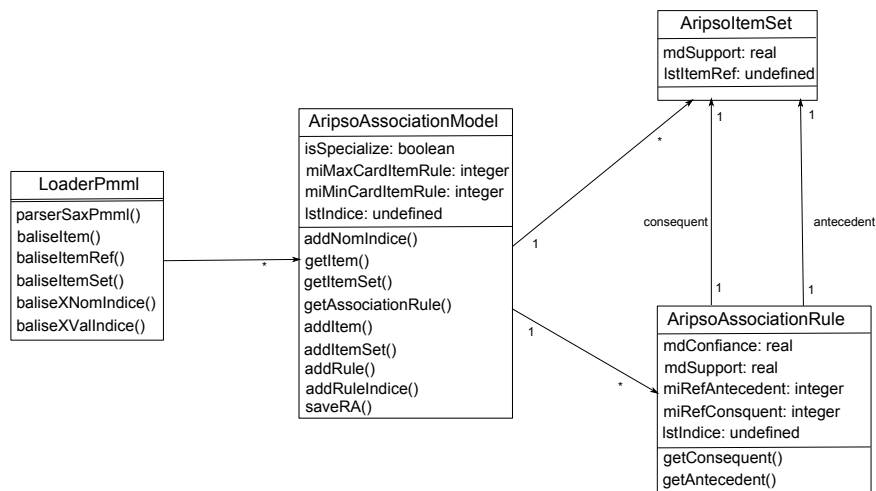 AripsoItemSet
mdSupport: real
lstItemRef: undefined
AripsoAssociationModel
isSpecialize: boolean
miMaxCardItemRule: integer
miMinCardItemRule: integer
lstIndice: undefined
addNomIndice()
getItem()
getItemSet()
getAssociationRule()
addItem()
addItemSet()
addRule()
addRuleIndice()
saveRA()
LoaderPmml
parserSaxPmml()
baliseItem()
baliseItemRef()
baliseItemSet()
baliseXNomIndice()
baliseXValIndice()
*
1
*
1
*
1
1
consequent
antecedent
1
1
AripsoAssociationRule
mdConfiance: real
mdSupport: real
miRefAntecedent: integer
miRefConsquent: integer
lstIndice: undefined
getConsequent()
getAntecedent()